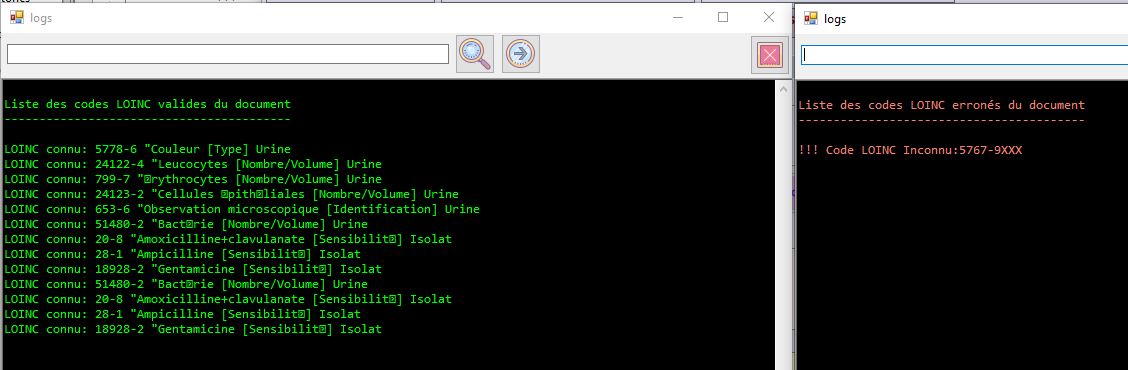 logs
Liste des codes LOINC valides du document
-----------------------------------------
LOINC connu: 5778-6 "Couleur [Type] Urine
LOINC connu: 24122-4 "Leucocytes [Nombre/Volume] Urine
LOINC connu: 799-7 "�rythrocytes [Nombre/Volume] Urine
LOINC connu: 24123-2 "Cellules �pith�liales [Nombre/Volume] Urine
LOINC connu: 653-6 "Observation microscopique [Identification] Urine
LOINC connu: 51480-2 "Bact�rie [Nombre/Volume] Urine
LOINC connu: 20-8 "Amoxicilline+clavulanate [Sensibilit�] Isolat
LOINC connu: 28-1 "Ampicilline [Sensibilit�] Isolat
LOINC connu: 18928-2 "Gentamicine [Sensibilit�] Isolat
LOINC connu: 51480-2 "Bact�rie [Nombre/Volume] Urine
LOINC connu: 20-8 "Amoxicilline+clavulanate [Sensibilit�] Isolat
LOINC connu: 28-1 "Ampicilline [Sensibilit�] Isolat
LOINC connu: 18928-2 "Gentamicine [Sensibilit�] Isolat
logs
Liste des codes LOINC erronés du document
-----------------------------------------
!!! Code LOINC Inconnu:5767-9XXX